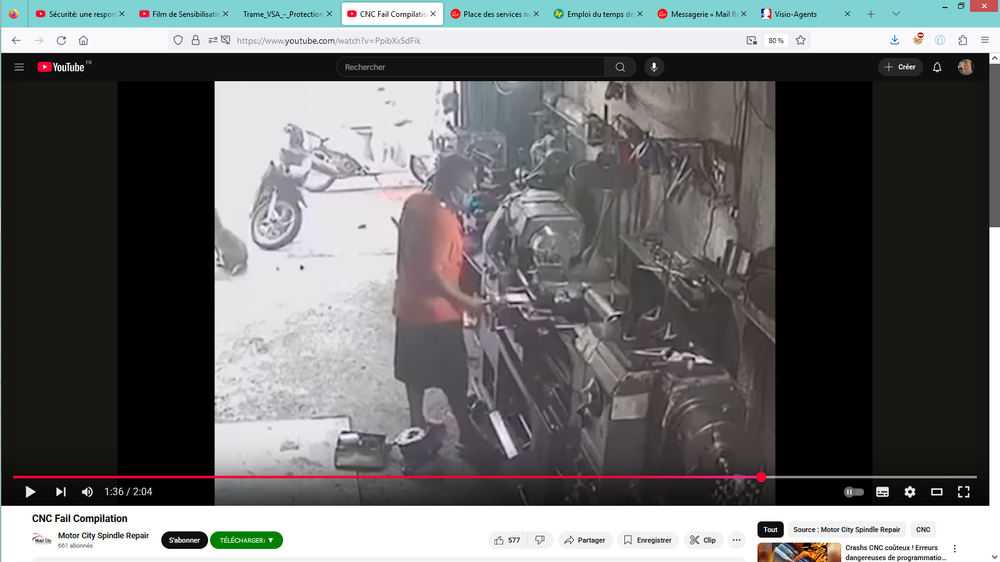 Sécurité: une respon
Film de Sensibilisatio
Trame_VSA_-_Protection
CNC Fail Compilatio
Place des services nu
Emploi du temps de
Messagerie » Mail Re
Visio-Agents
https://www.youtube.com/watch?v=PpibXxSdFik
80 %
YouTube FR
Rechercher
Créer
1:36 / 2:04
CNC Fail Compilation
Motor City Spindle Repair
661 abonnés
S'abonner
TÉLÉCHARGER: ▼
577
Partager
Enregistrer
Clip
Tout
Source : Motor City Spindle Repair
CNC
Crashs CNC coûteux ! Erreurs
dangereuses de programmatio...